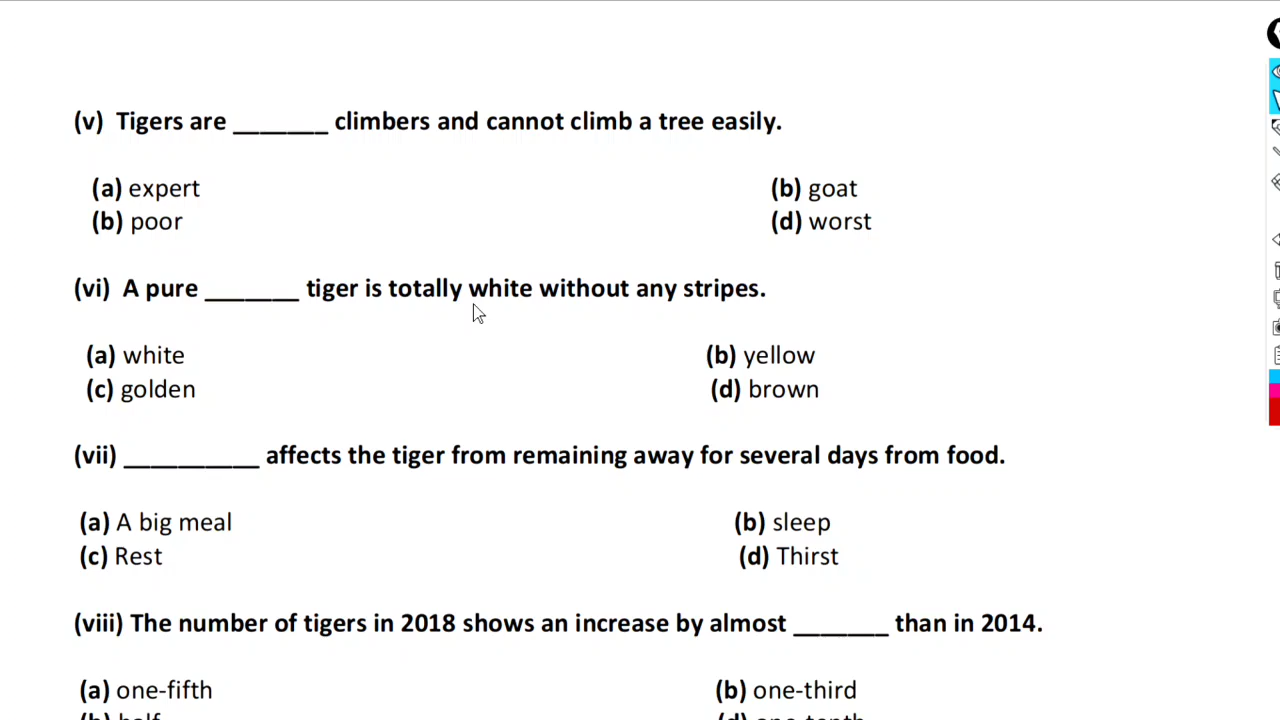 (v) Tigers are _______ climbers and cannot climb a tree easily.
(a) expert (b) goat
(b) poor (d) worst
(vi) A pure _______ tiger is totally white without any stripes.
(a) white (b) yellow
(c) golden (d) brown
(vii) __________ affects the tiger from remaining away for several days from food.
(a) A big meal (b) sleep
(c) Rest (d) Thirst
(viii) The number of tigers in 2018 shows an increase by almost _______ than in 2014.
(a) one-fifth (b) one-third
(b) half (d) one-tenth